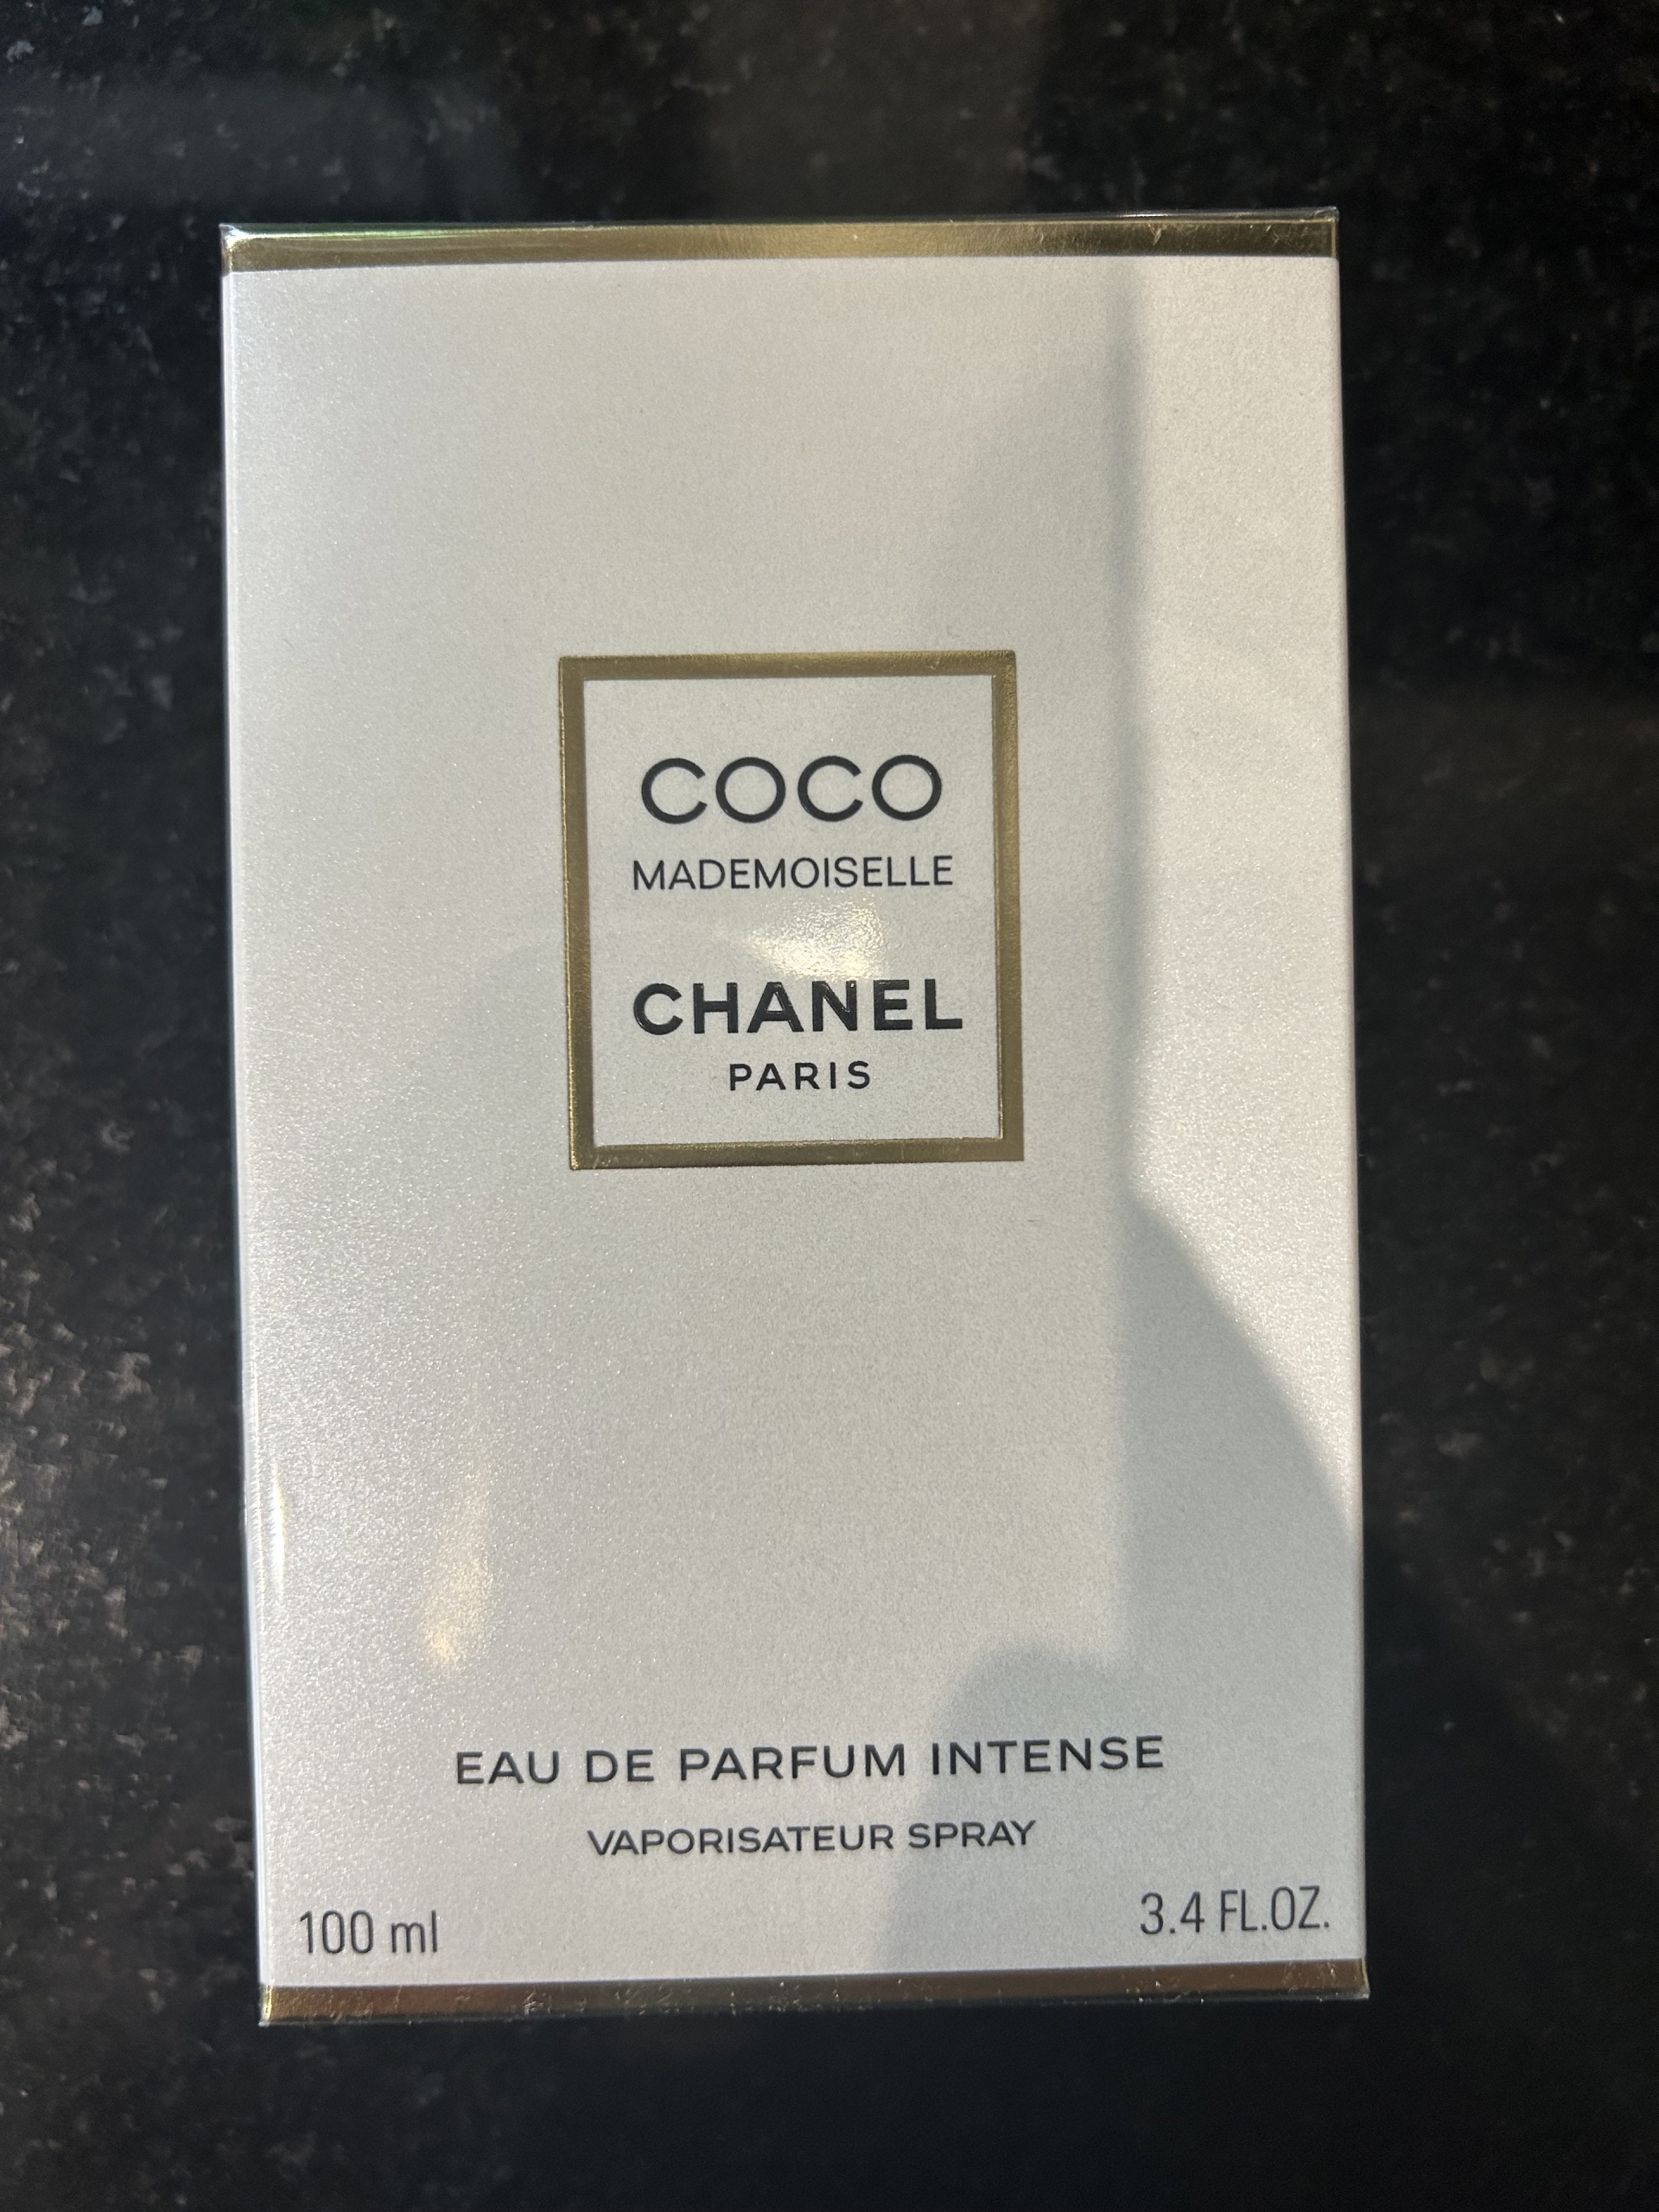 COCO
MADEMOISELLE
CHANEL
PARIS
EAU DE PARFUM INTENSE
VAPORISATEUR SPRAY
100 ml 3.4 FL.OZ.